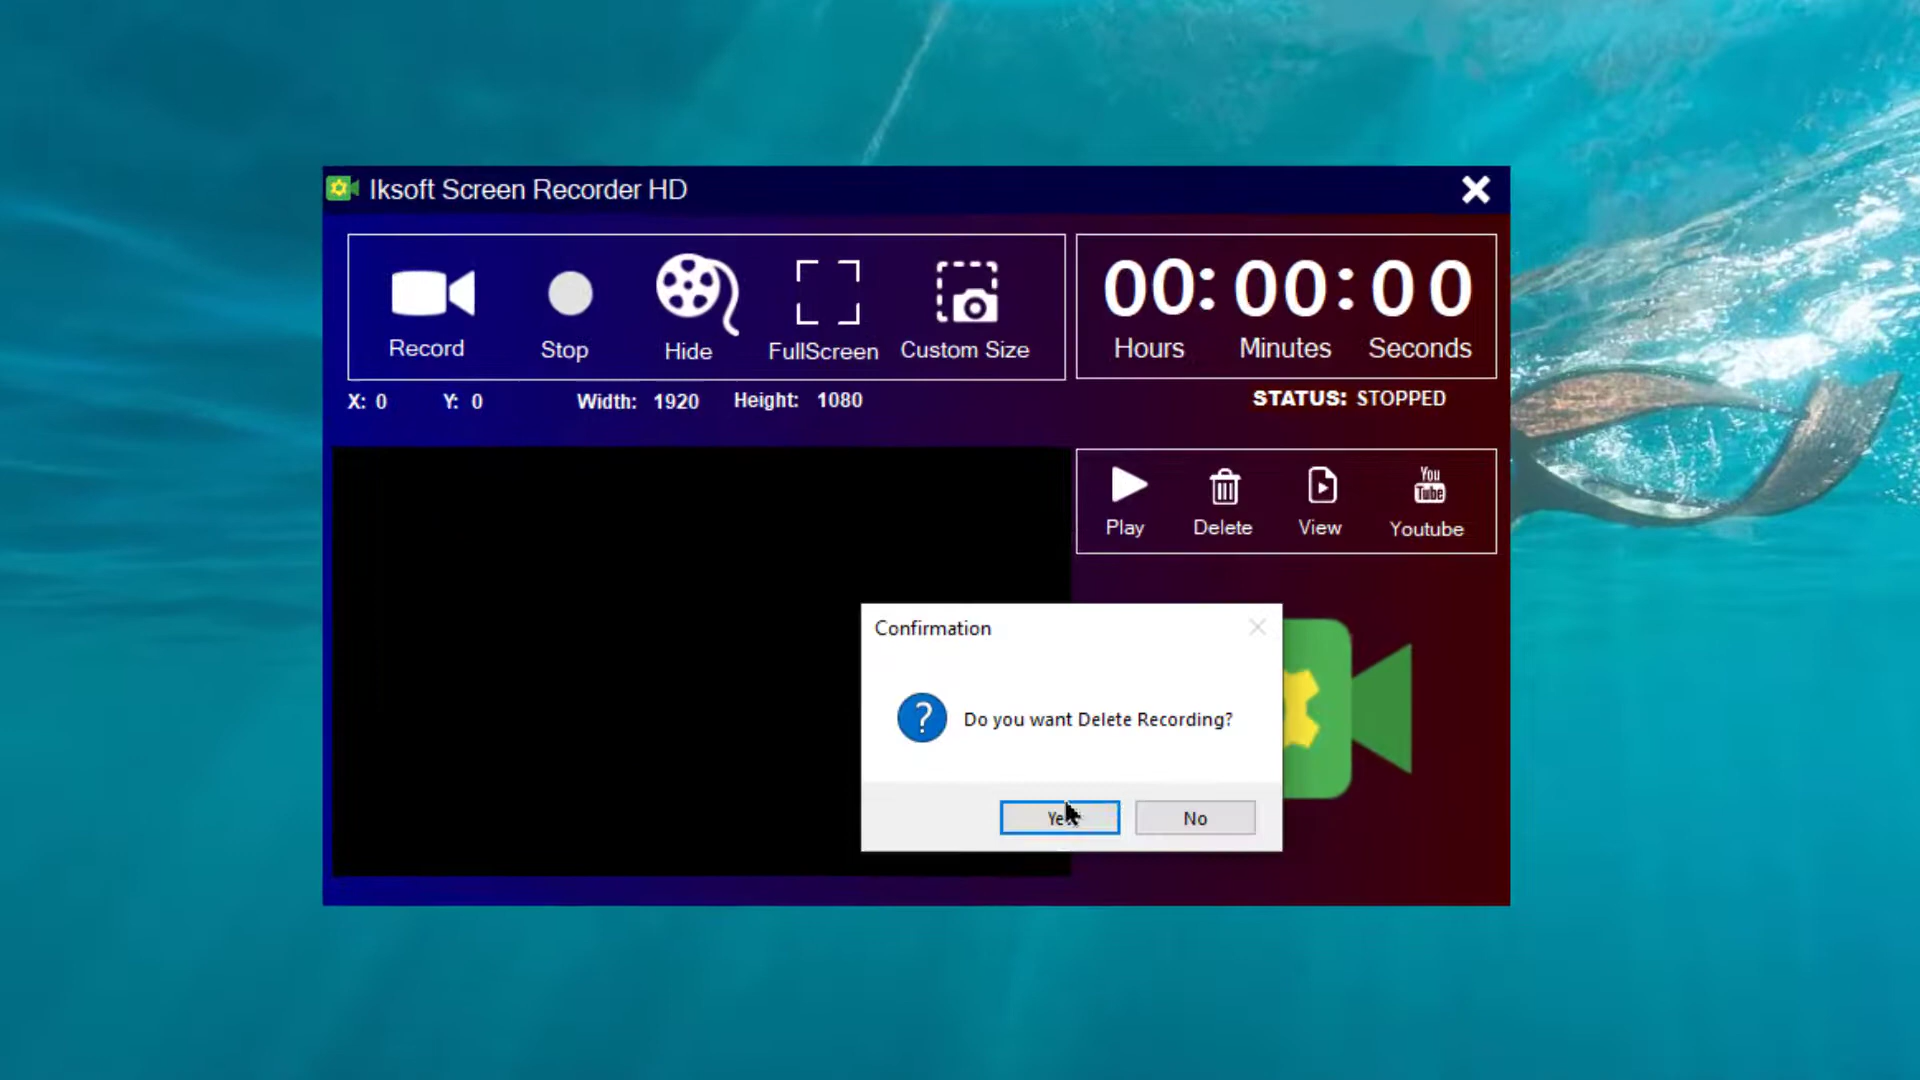 Iksoft Screen Recorder HD
Record
Stop
Hide
FullScreen
Custom Size
00:00:00
Hours
Minutes
Seconds
X: 0
Y: 0
Width: 1920
Height: 1080
STATUS: STOPPED
Play
Delete
View
You
Tube
Youtube
Confirmation
?
Do you want Delete Recording?
No